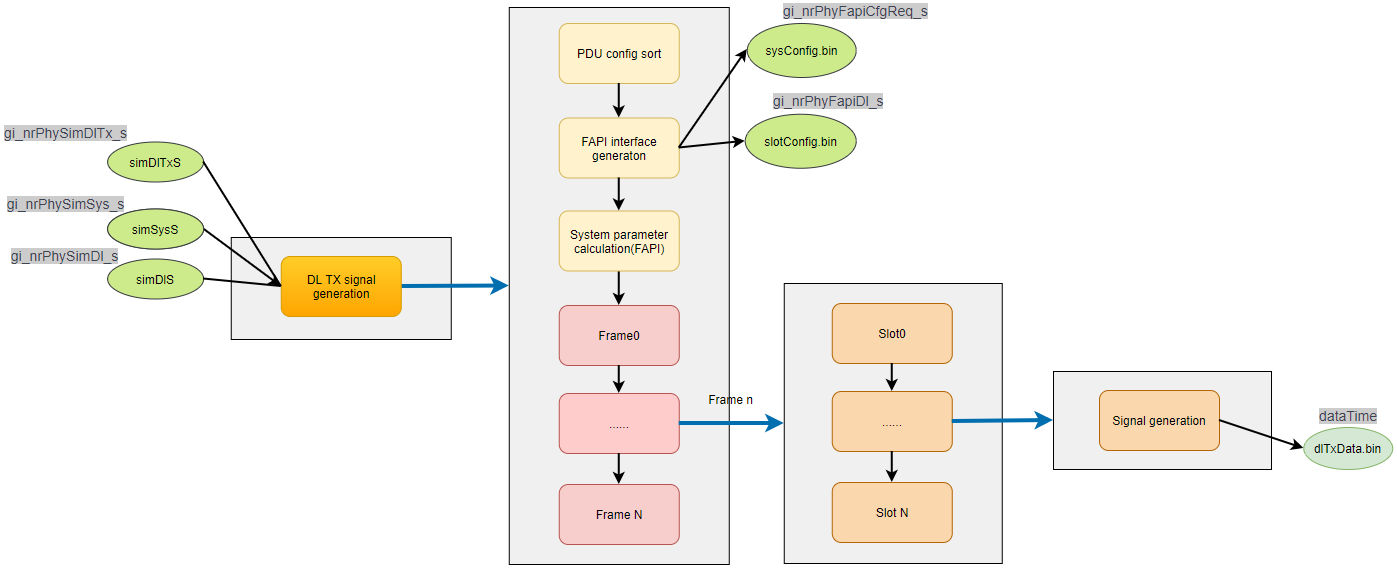 gi_nrPhySimDlTx_s
simDlTxS
gi_nrPhySimSys_s
simSysS
gi_nrPhySimDl_s
simDlS
DL TX signal
generation
PDU config sort
FAPI interface
generaton
System parameter
calculation(FAPI)
Frame0
......
Frame N
gi_nrPhyFapiCfgReq_s
sysConfig.bin
gi_nrPhyFapiDl_s
slotConfig.bin
Frame n
Slot0
......
Slot N
Signal generation
dataTime
dlTxData.bin